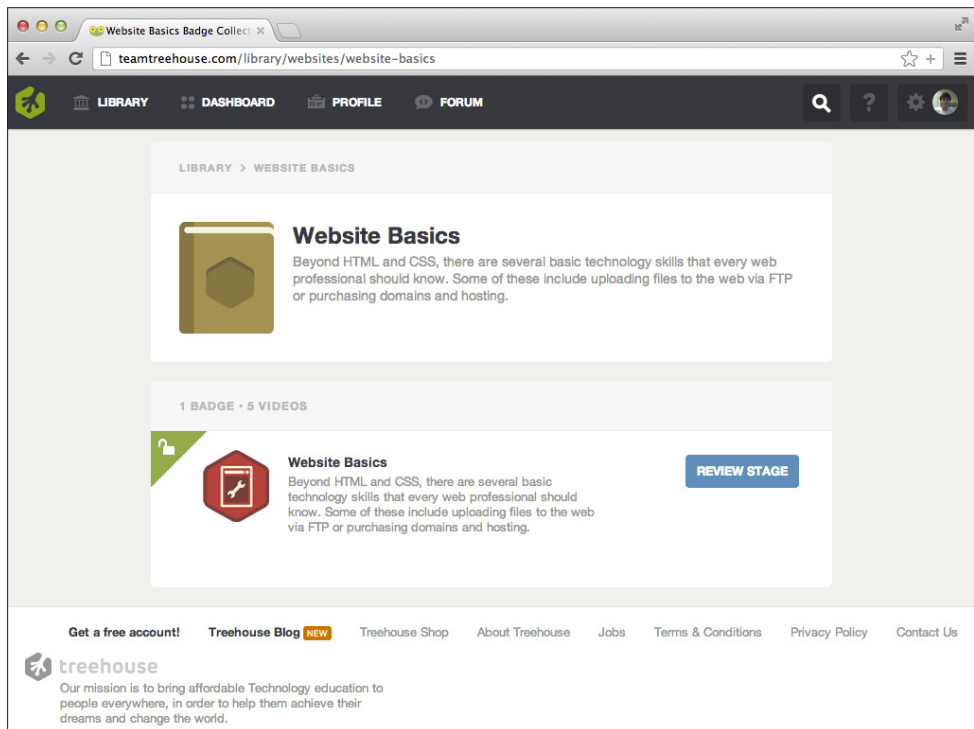 Website Basics Badge Collect
teamtreehouse.com/library/websites/website-basics
LIBRARY DASHBOARD PROFILE FORUM ?
LIBRARY > WEBSITE BASICS
Website Basics
Beyond HTML and CSS, there are several basic technology skills that every web
professional should know. Some of these include uploading files to the web via FTP
or purchasing domains and hosting.
1 BADGE • 5 VIDEOS
Website Basics
Beyond HTML and CSS, there are several basic
technology skills that every web professional should
know. Some of these include uploading files to the web
via FTP or purchasing domains and hosting.
REVIEW STAGE
Get a free account! Treehouse Blog NEW Treehouse Shop About Treehouse Jobs Terms & Conditions Privacy Policy Contact Us
treehouse
Our mission is to bring affordable Technology education to
people everywhere, in order to help them achieve their
dreams and change the world.